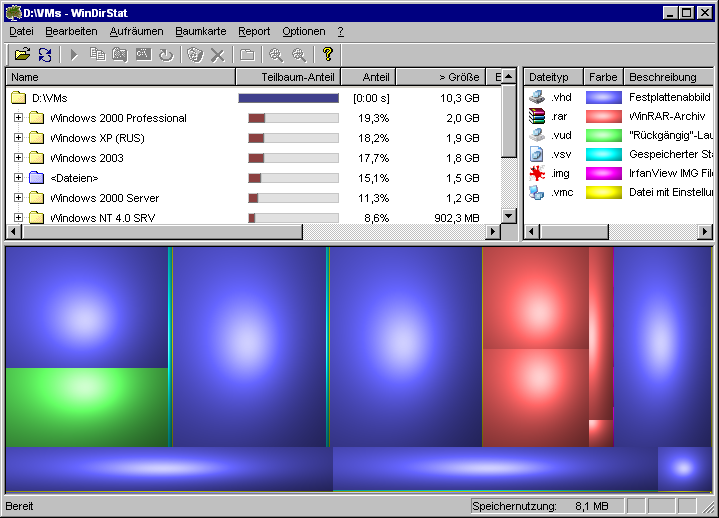 D:\VMs - WinDirStat
Datei Bearbeiten Aufräumen Baumkarte Report Optionen ?
Name Teilbaum-Anteil Anteil > Größe E
D:\VMs [0:00 s] 10,3 GB
Windows 2000 Professional 19,3% 2,0 GB
Windows XP (RUS) 18,2% 1,9 GB
Windows 2003 17,7% 1,8 GB
<Dateien> 15,1% 1,5 GB
Windows 2000 Server 11,3% 1,2 GB
Windows NT 4.0 SRV 8,6% 902,3 MB
Dateityp Farbe Beschreibung
.vhd Festplattenabbild
.rar WinRAR-Archiv
.vud "Rückgängig"-Lau
.vsv Gespeicherter Sta
.img IrfanView IMG File
.vmc Datei mit Einstellu
Bereit Speichernutzung: 8,1 MB